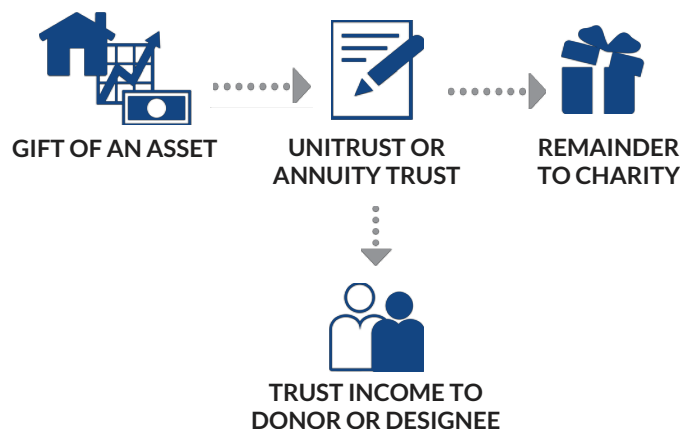 GIFT OF AN ASSET
UNITRUST OR
ANNUITY TRUST
REMAINDER
TO CHARITY
TRUST INCOME TO
DONOR OR DESIGNEE